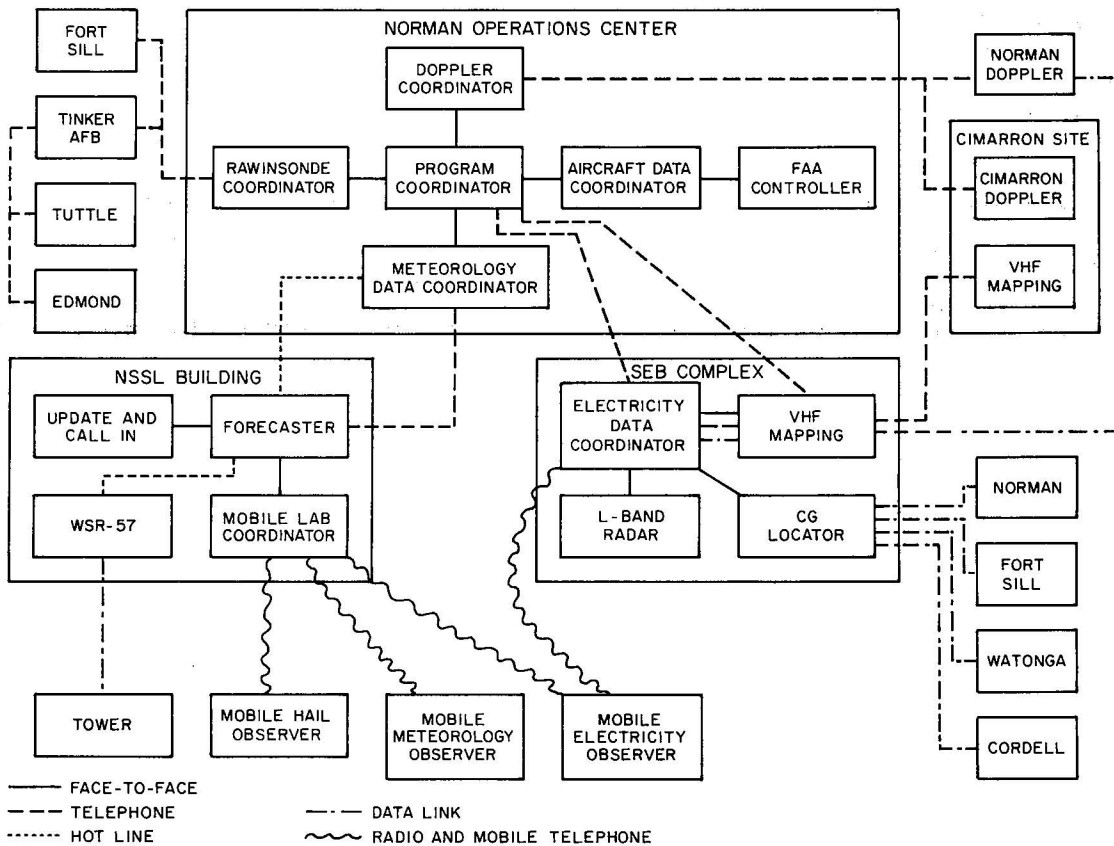 NORMAN OPERATIONS CENTER
FORT
SILL
DOPPLER
COORDINATOR
NORMAN
DOPPLER
TINKER
AFB
CIMARRON SITE
RAWINSONDE
COORDINATOR
PROGRAM
COORDINATOR
AIRCRAFT DATA
COORDINATOR
FAA
CONTROLLER
CIMARRON
DOPPLER
TUTTLE
METEOROLOGY
DATA COORDINATOR
VHF
MAPPING
EDMOND
NSSL BUILDING
SEB COMPLEX
UPDATE AND
CALL IN
FORECASTER
ELECTRICITY
DATA
COORDINATOR
VHF
MAPPING
WSR-57
MOBILE LAB
COORDINATOR
L-BAND
RADAR
CG
LOCATOR
NORMAN
FORT
SILL
WATONGA
TOWER
MOBILE HAIL
OBSERVER
MOBILE
METEOROLOGY
OBSERVER
MOBILE
ELECTRICITY
OBSERVER
CORDELL
FACE-TO-FACE
TELEPHONE
HOT LINE
DATA LINK
RADIO AND MOBILE TELEPHONE